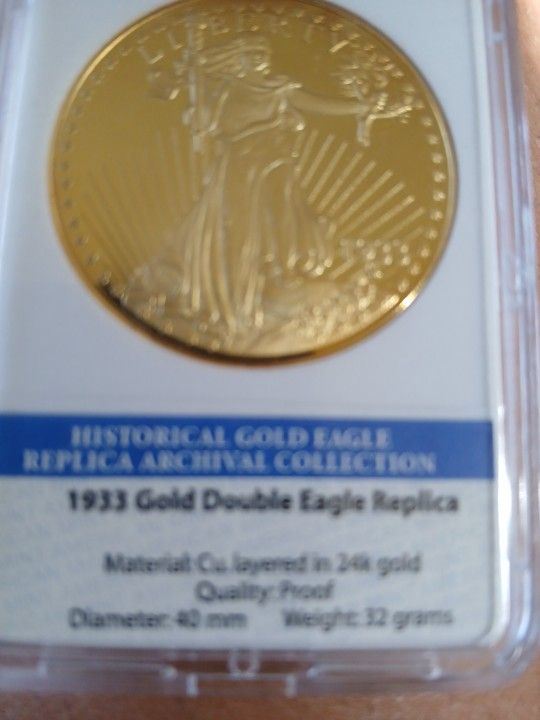 LIBERTY
1933
HISTORICAL GOLD EAGLE
REPLICA ARCHIVAL COLLECTION
1933 Gold Double Eagle Replica
Material: Cu. layered in 24k gold
Quality: Proof
Diameter: 40 mm Weight: 32 grams